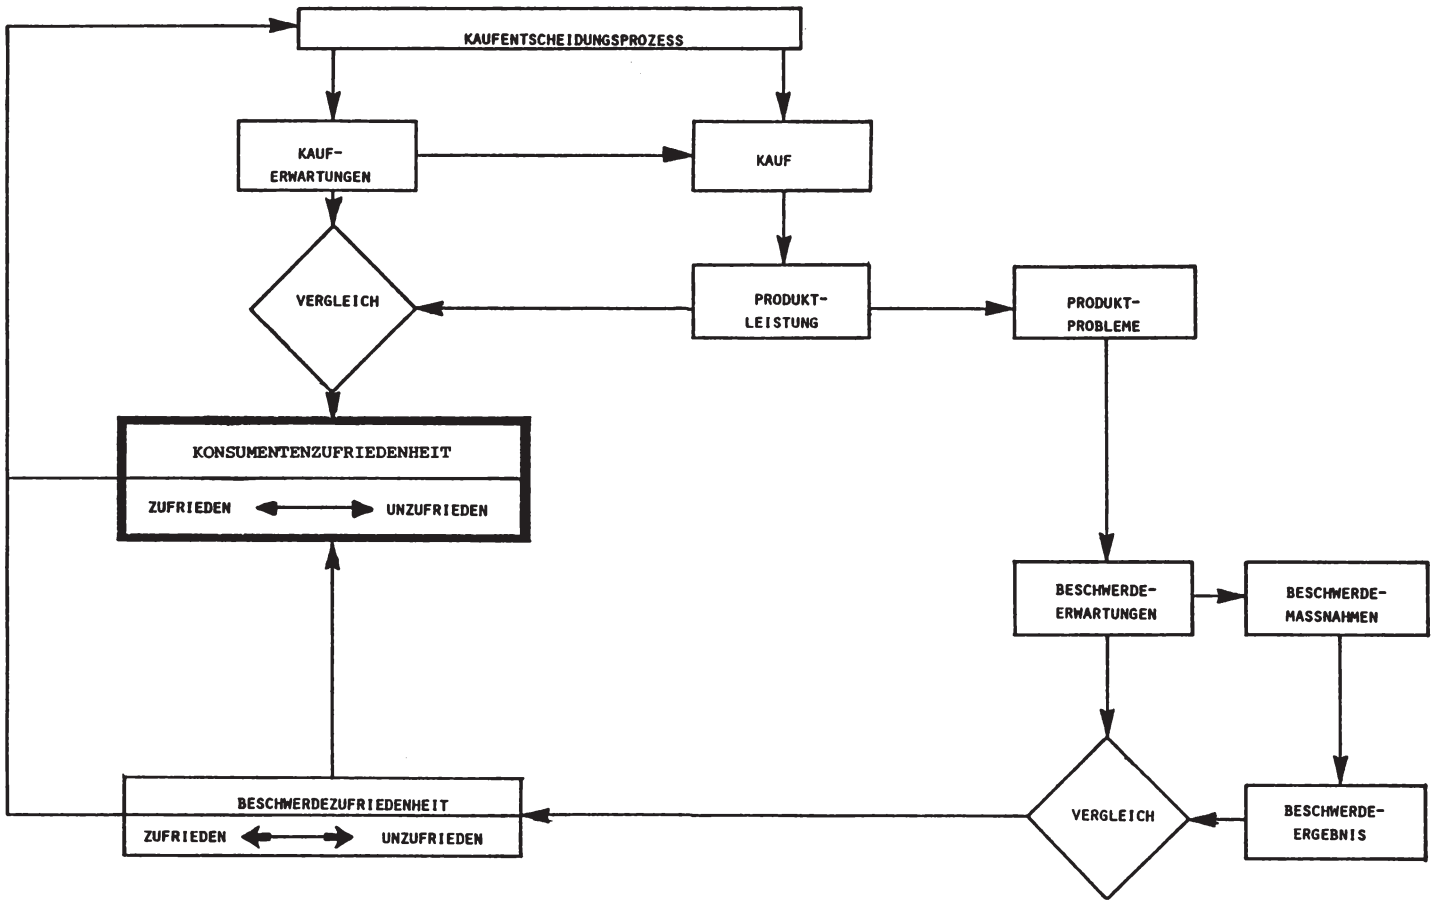 KAUFENTSCHEIDUNGSPROZESS
KAUF-
ERWARTUNGEN
KAUF
VERGLEICH
PRODUKT-
LEISTUNG
PRODUKT-
PROBLEME
KONSUMENTENZUFRIEDENHEIT
ZUFRIEDEN UNZUFRIEDEN
BESCHWERDE-
ERWARTUNGEN
BESCHWERDE-
MASSNAHMEN
BESCHWERDEZUFRIEDENHEIT
ZUFRIEDEN UNZUFRIEDEN
VERGLEICH
BESCHWERDE-
ERGEBNIS